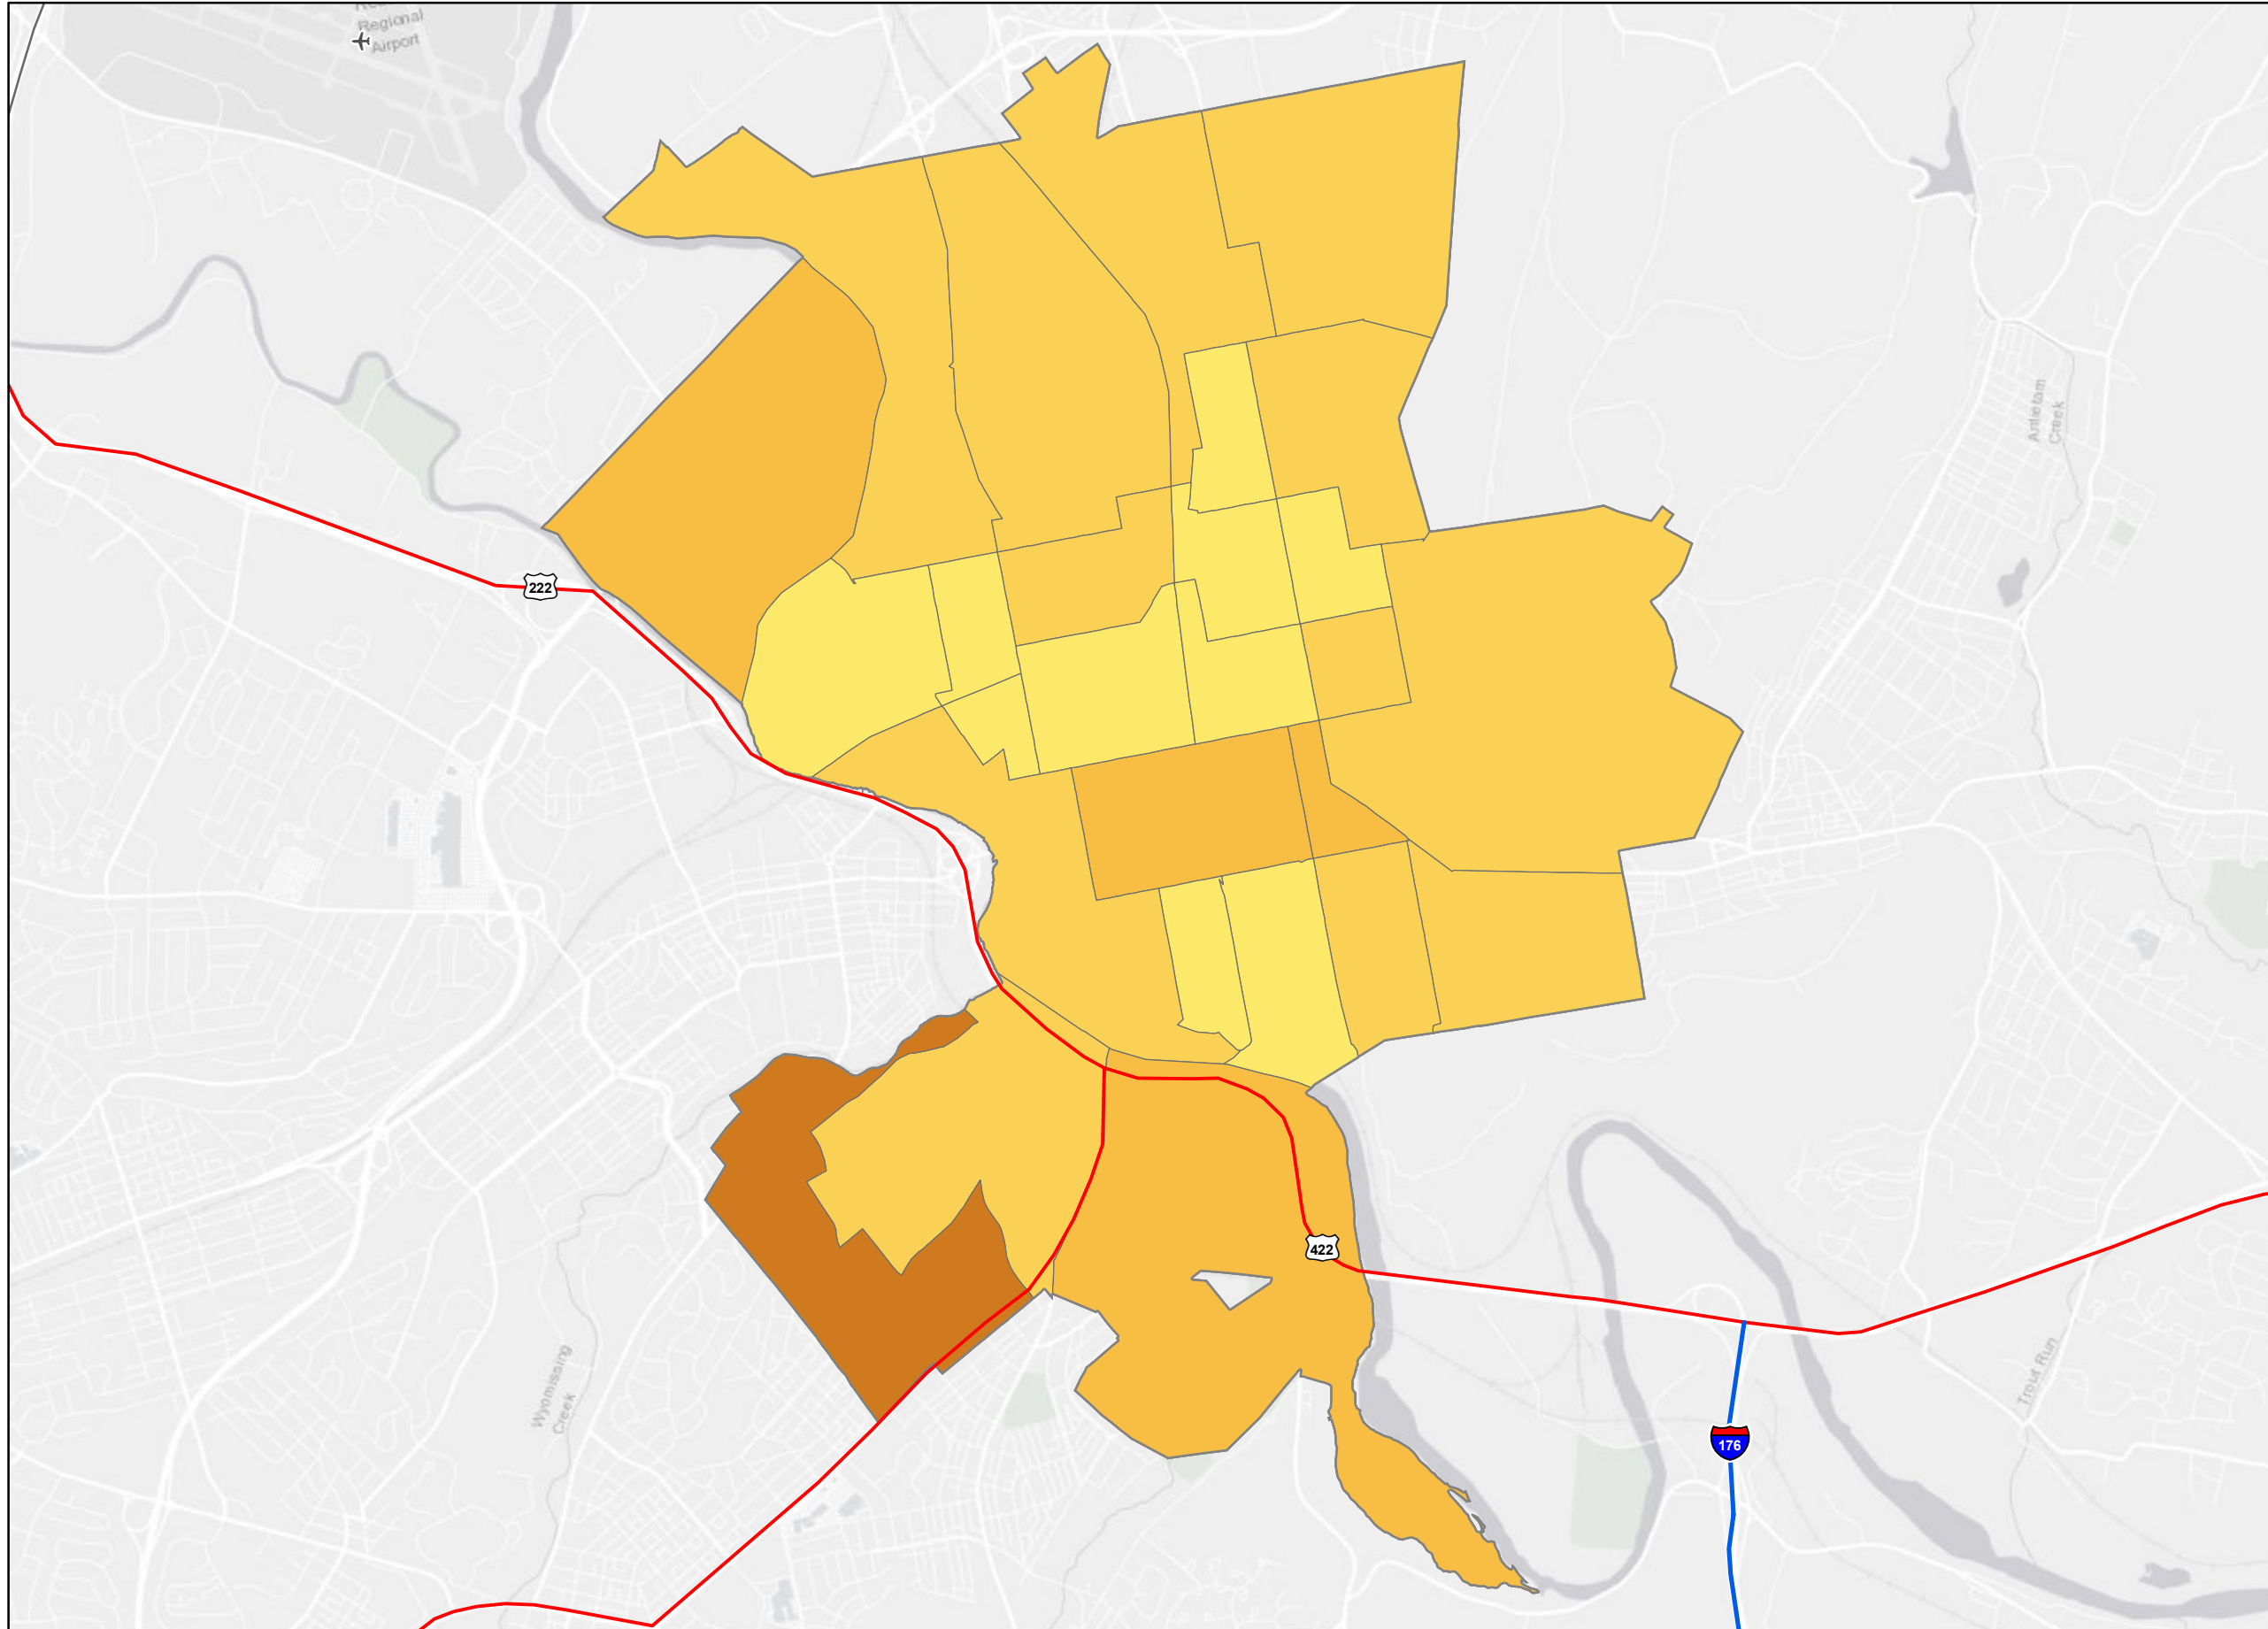 Regional
Airport
Antietam
Creek
222
422
Wyomissing
Creek
Trout Run
176